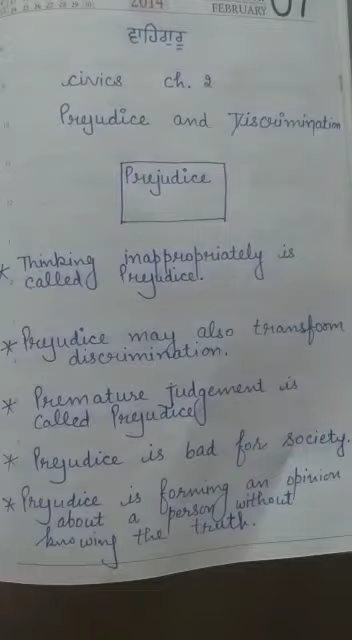 2014
FEBRUARY 07
ਵਾਹਿਗੁਰੂ
civics ch. 2
Prejudice and Discrimination
Prejudice
* Thinking inappropriately is
called Prejudice.
* Prejudice may also transform
discrimination.
* Premature judgement is
called Prejudice
* Prejudice is bad for society.
* Prejudice is forming an opinion
about a person without
knowing the truth.